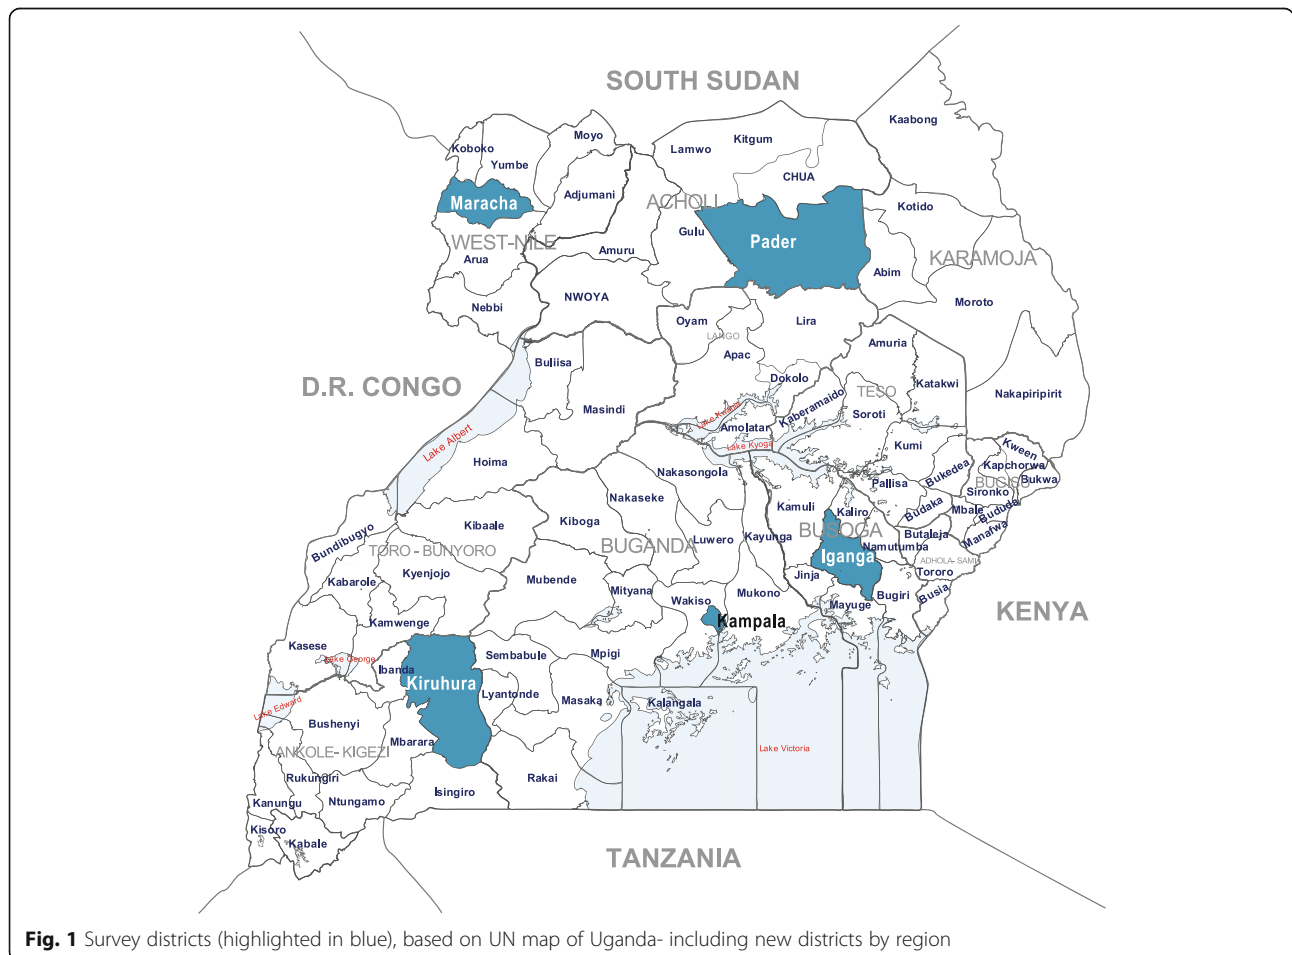 SOUTH SUDAN
Kaabong
Moyo
Kitgum
Koboko
Lamwo
Yumbe
CHUA
Adjumani
Maracha
ACHOLI
Kotido
Gulu
Pader
WEST-NILE
Amuru
KARAMOJA
Arua
Abim
NWOYA
Moroto
Nebbi
Oyam
Lira
LANGO
Amuria
Buliisa
Apac
D.R. CONGO
Dokolo
Katakwi
TESO
Kaberamaido
Nakapiripirit
Masindi
Soroti
Lake Kwania
Amolatar
Lake Albert
Lake Kyoga
Kumi
Kween
Hoima
Nakasongola
Bukedea
Kapchorwa
BUGISU
Bukwa
Pallisa
Sironko
Nakaseke
Kamuli
Kaliro
Budaka
Mbale
Bududa
Kiboga
Kibaale
BUSOGA
Bundibugyo
Luwero
Kayunga
Butaleja
Manafwa
TORO - BUNYORO
BUGANDA
Namutumba
Iganga
ADHOLA- SAMIA
Kyenjojo
Tororo
Kabarole
Mubende
Jinja
Mityana
Mukono
Bugiri
Busia
Wakiso
Mayuge
KENYA
Kamwenge
Kampala
Kasese
Sembabule
Mpigi
Lake George
Ibanda
Kiruhura
Lyantonde
Masaka
Kalangala
Lake Edward
Bushenyi
Mbarara
ANKOLE- KIGEZI
Lake Victoria
Rukungiri
Rakai
Isingiro
Kanungu
Ntungamo
Kisoro
Kabale
TANZANIA
Fig. 1 Survey districts (highlighted in blue), based on UN map of Uganda- including new districts by region